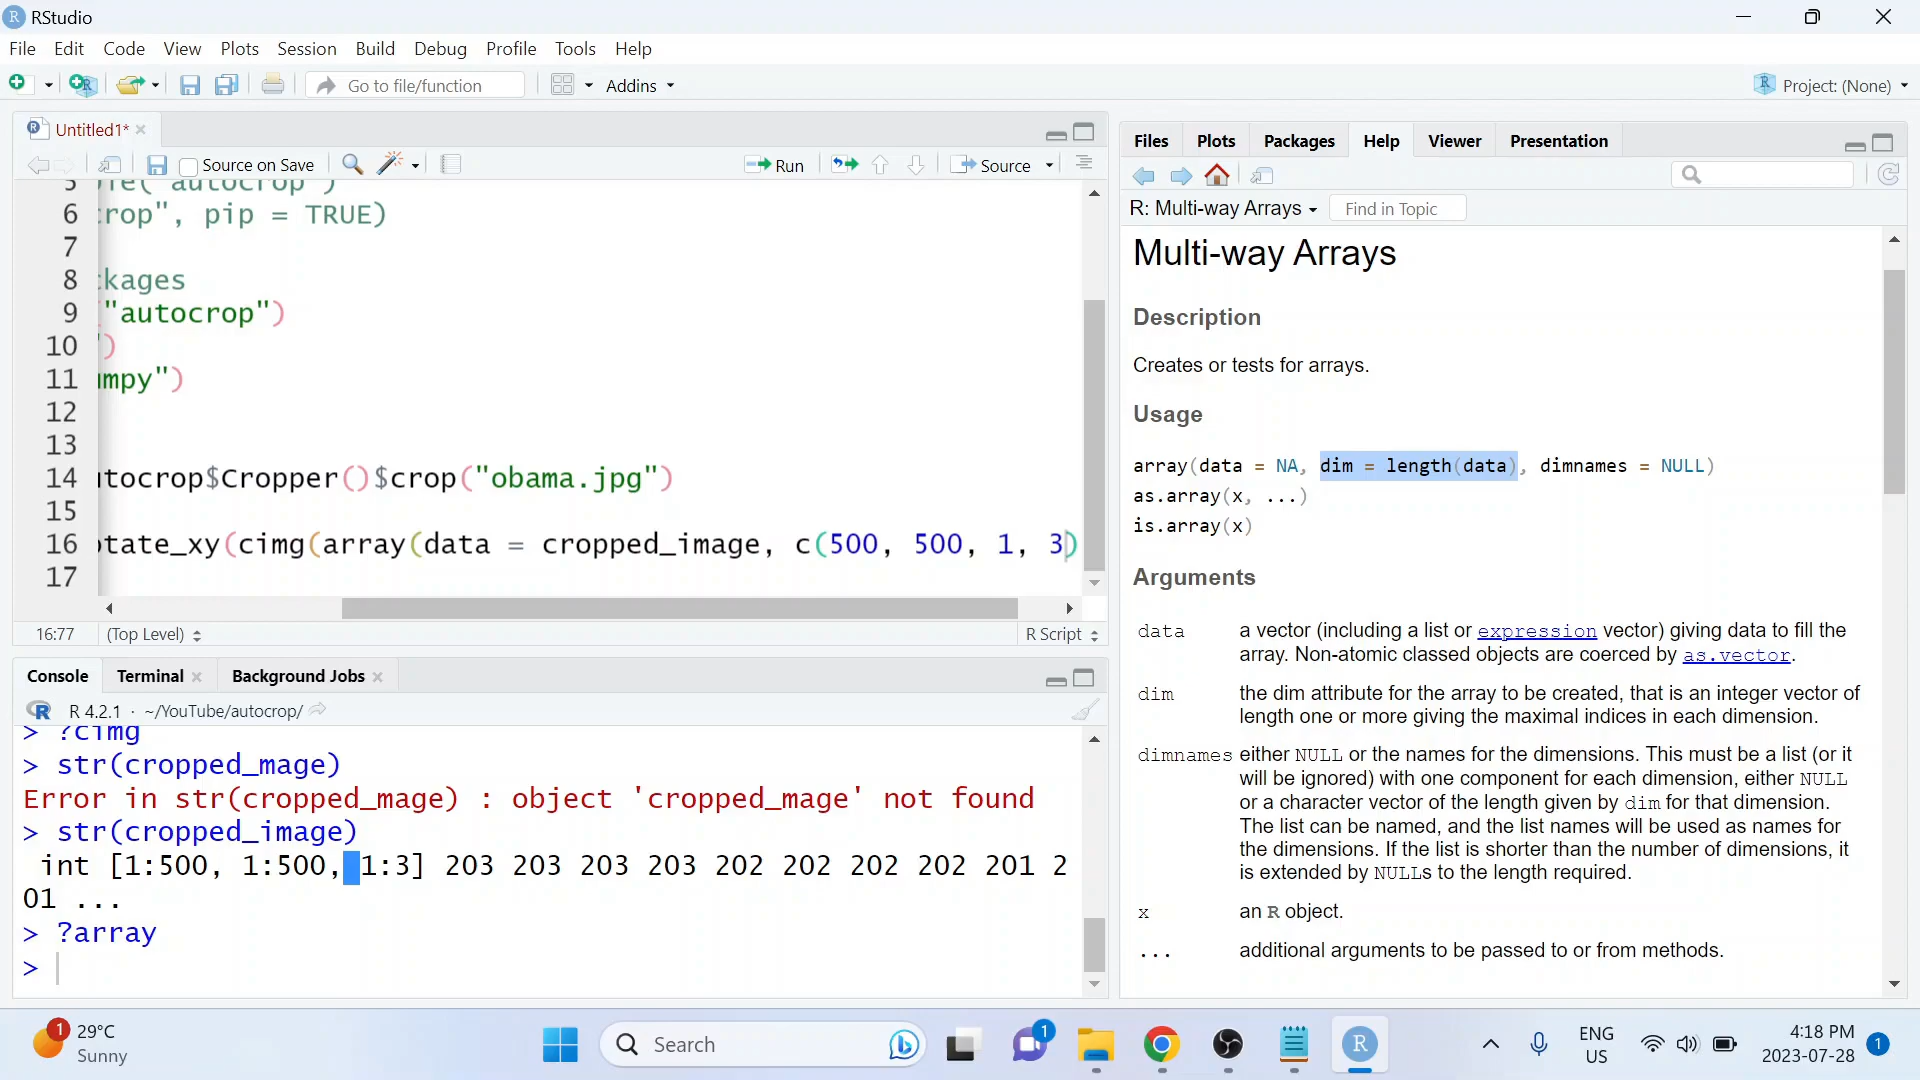 RStudio
File Edit Code View Plots Session Build Debug Profile Tools Help
Go to file/function Addins Project: (None)
Untitled1*
Source on Save Run Source
5
6 crop", pip = TRUE)
7
8 ckages
9 ("autocrop")
10 ")
11 umpy")
12
13
14 utocrop$Cropper()$crop("obama.jpg")
15
16 otate_xy(cimg(array(data = cropped_image, c(500, 500, 1, 3)
17
16:77 (Top Level) R Script
Console Terminal Background Jobs
R 4.2.1 · ~/YouTube/autocrop/
> ?cimg
> str(cropped_mage)
Error in str(cropped_mage) : object 'cropped_mage' not found
> str(cropped_image)
int [1:500, 1:500, 1:3] 203 203 203 203 202 202 202 202 201 2
01 ...
> ?array
>
Files Plots Packages Help Viewer Presentation
R: Multi-way Arrays Find in Topic
Multi-way Arrays
Description
Creates or tests for arrays.
Usage
array(data = NA, dim = length(data), dimnames = NULL)
as.array(x, ...)
is.array(x)
Arguments
data a vector (including a list or expression vector) giving data to fill the
array. Non-atomic classed objects are coerced by as.vector.
dim the dim attribute for the array to be created, that is an integer vector of
length one or more giving the maximal indices in each dimension.
dimnames either NULL or the names for the dimensions. This must be a list (or it
will be ignored) with one component for each dimension, either NULL
or a character vector of the length given by dim for that dimension.
The list can be named, and the list names will be used as names for
the dimensions. If the list is shorter than the number of dimensions, it
is extended by NULLs to the length required.
x an R object.
... additional arguments to be passed to or from methods.
1 29°C
Sunny
Search
1
ENG
US
4:18 PM
2023-07-28
1